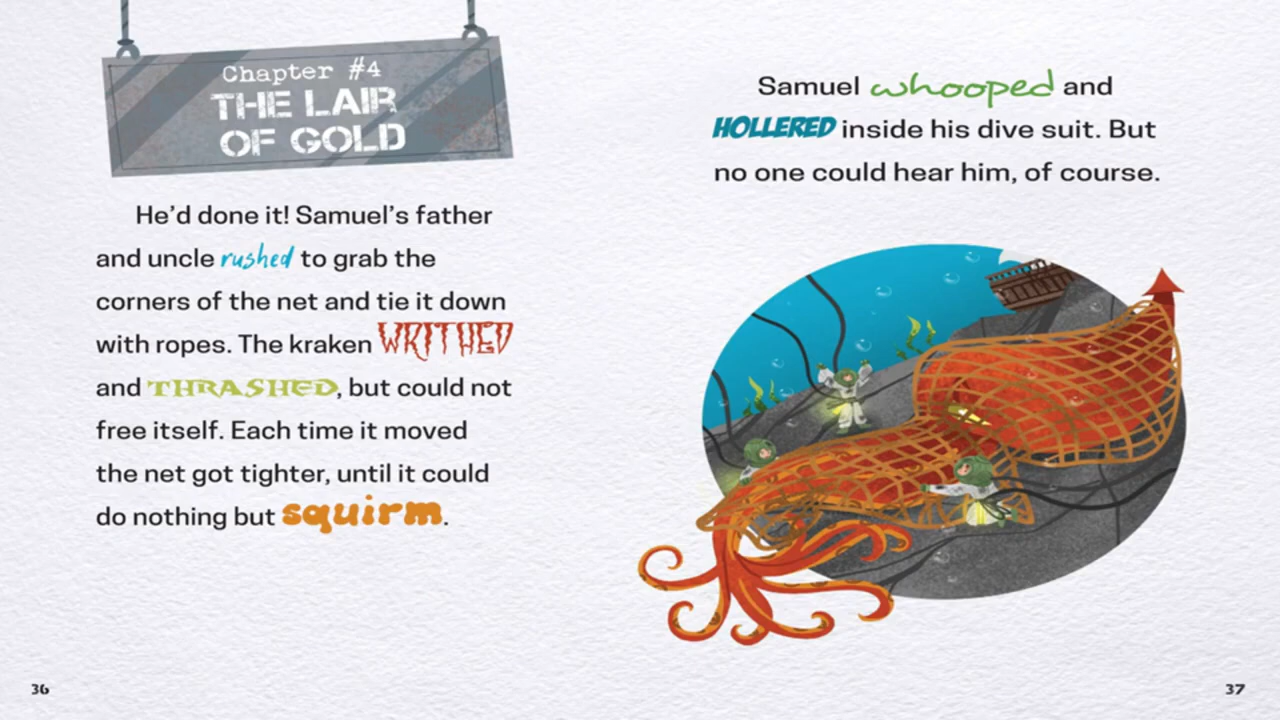 Chapter #4
THE LAIR
OF GOLD
He’d done it! Samuel’s father
and uncle rushed to grab the
corners of the net and tie it down
with ropes. The kraken WRITHED
and THRASHED, but could not
free itself. Each time it moved
the net got tighter, until it could
do nothing but squirm.
36
Samuel whooped and
HOLLERED inside his dive suit. But
no one could hear him, of course.
37